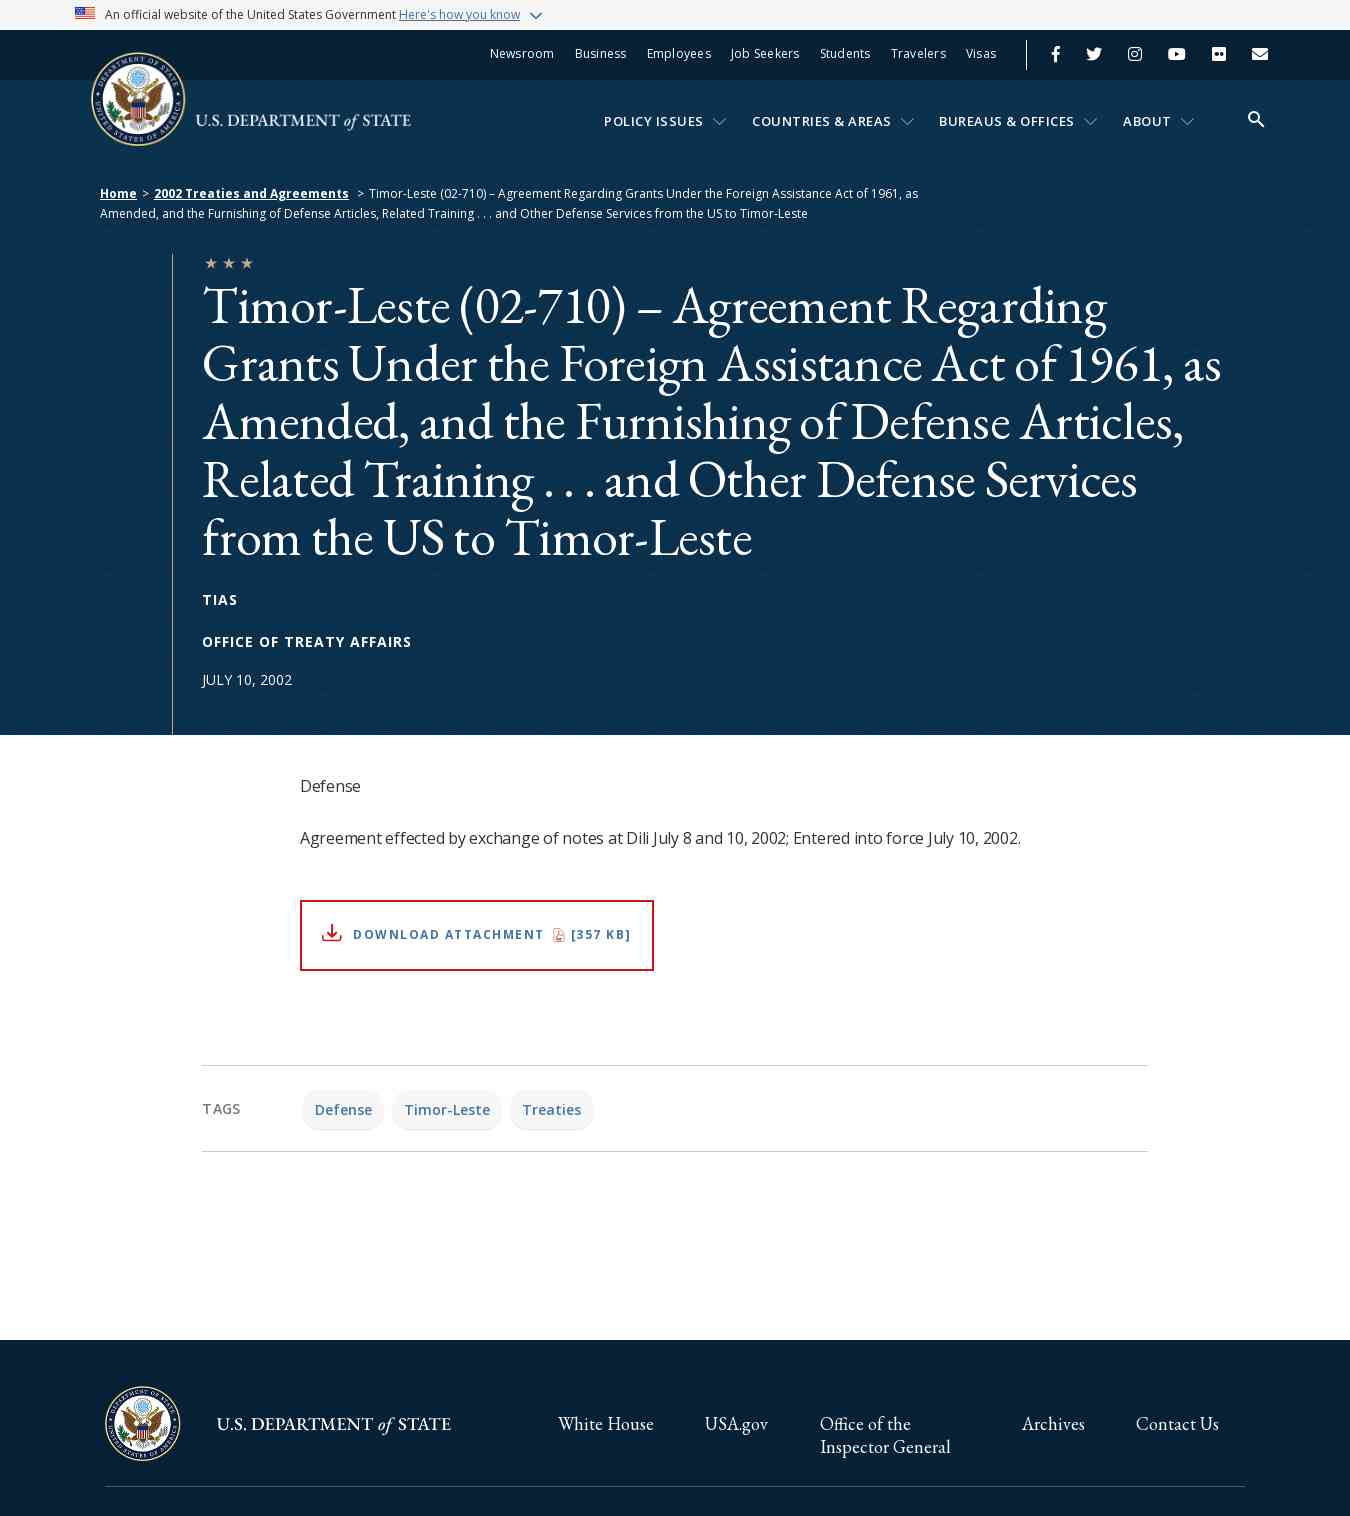 An official website of the United States Government Here's how you know
Newsroom Business Employees Job Seekers Students Travelers Visas
U.S. DEPARTMENT of STATE
POLICY ISSUES COUNTRIES & AREAS BUREAUS & OFFICES ABOUT
Home > 2002 Treaties and Agreements > Timor-Leste (02-710) – Agreement Regarding Grants Under the Foreign Assistance Act of 1961, as
Amended, and the Furnishing of Defense Articles, Related Training . . . and Other Defense Services from the US to Timor-Leste
Timor-Leste (02-710) – Agreement Regarding
Grants Under the Foreign Assistance Act of 1961, as
Amended, and the Furnishing of Defense Articles,
Related Training . . . and Other Defense Services
from the US to Timor-Leste
TIAS
OFFICE OF TREATY AFFAIRS
JULY 10, 2002
Defense
Agreement effected by exchange of notes at Dili July 8 and 10, 2002; Entered into force July 10, 2002.
DOWNLOAD ATTACHMENT [357 KB]
TAGS Defense Timor-Leste Treaties
DEPARTMENT OF STATE
UNITED STATES OF AMERICA
U.S. DEPARTMENT of STATE
White House USA.gov Office of the Archives Contact Us
Inspector General